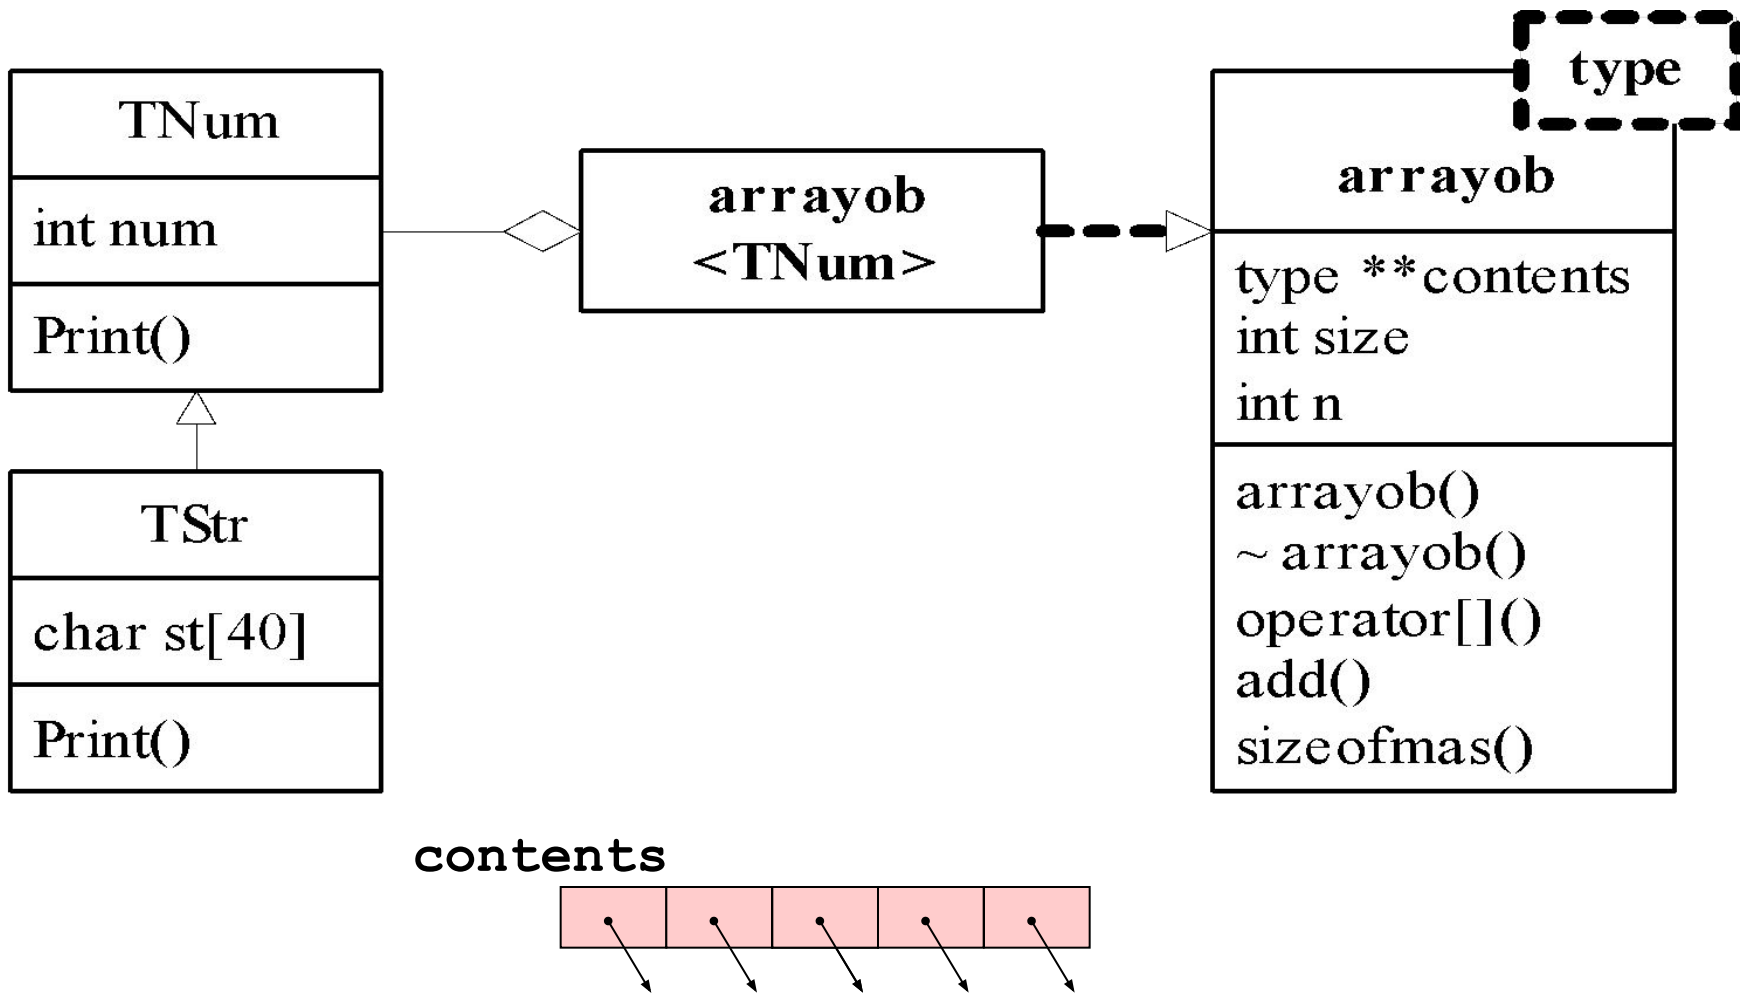 TNum
int num
Print()
TStr
char st[40]
Print()
arrayob
<TNum>
type
arrayob
type **contents
int size
int n
arrayob()
~ arrayob()
operator[]()
add()
sizeofmas()
contents